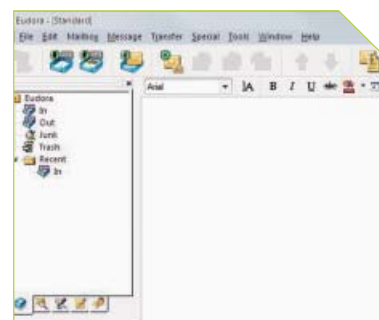 Eudora - [Standard]
File Edit Mailbox Message Transfer Special Tools Window Help
Arial A B I U abc
Eudora
In
Out
Junk
Trash
Recent
In